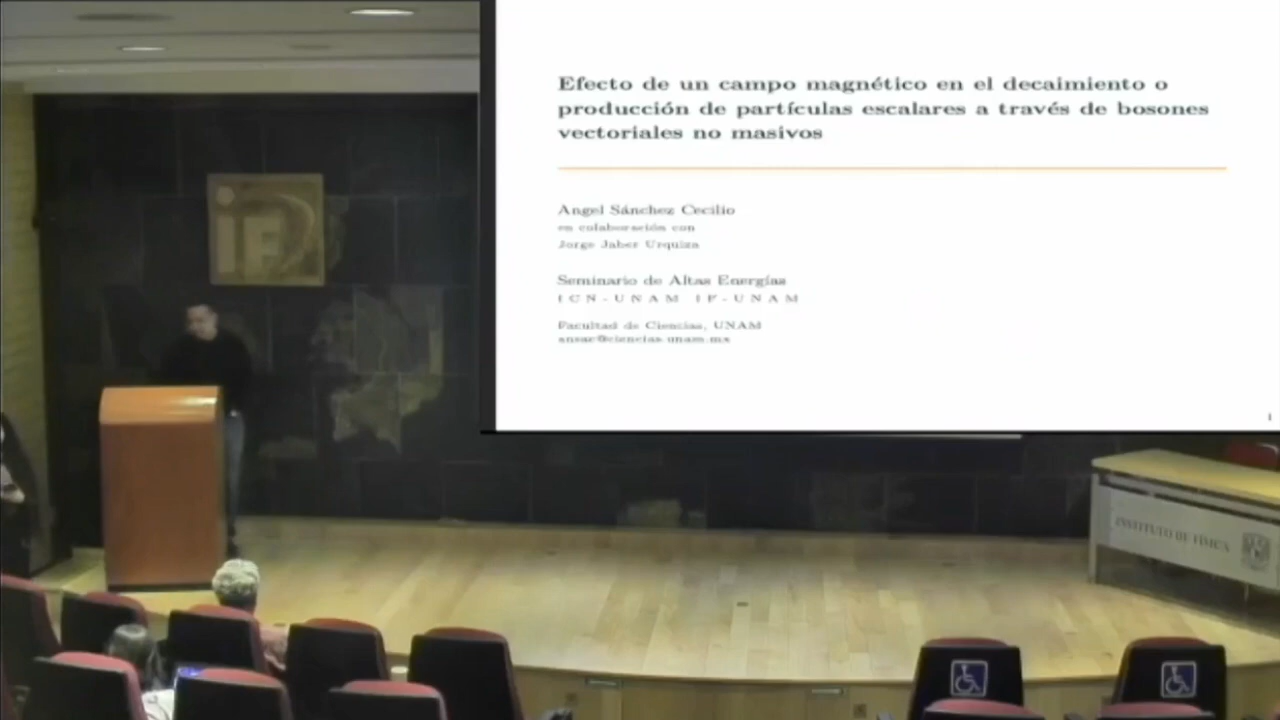 Efecto de un campo magnético en el decaimiento o
producción de partículas escalares a través de bosones
vectoriales no masivos
Angel Sánchez Cecilio
en colaboración con
Jorge Jaber Urquiza
Seminario de Altas Energías
ICN-UNAM IF-UNAM
Facultad de Ciencias, UNAM
ansac@ciencias.unam.mx
1
iF
INSTITUTO DE FÍSICA